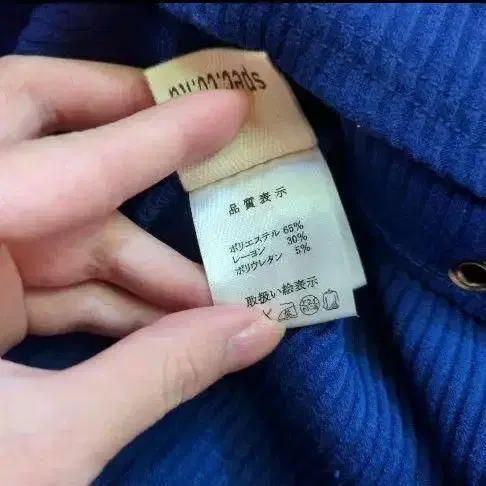 品質表示
ポリエステル 65%
レーヨン 30%
ポリウレタン 5%
取扱い絵表示